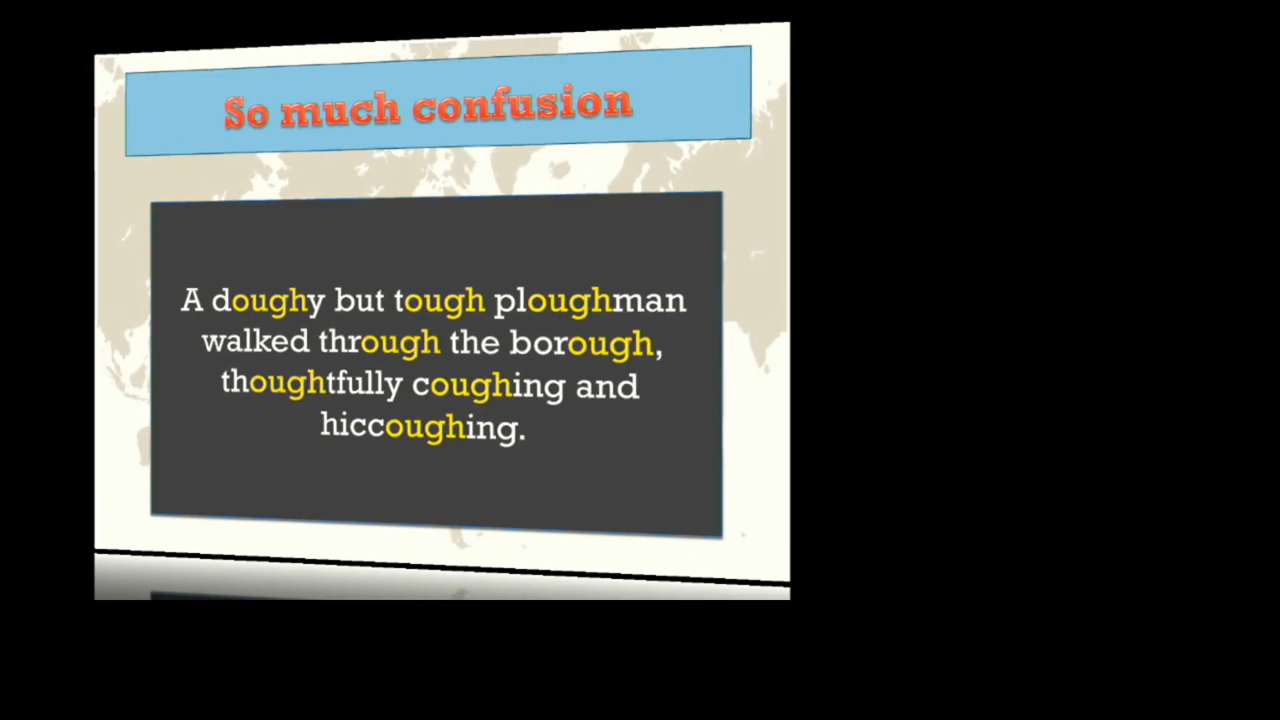 So much confusion
A doughy but tough ploughman
walked through the borough,
thoughtfully coughing and
hiccoughing.